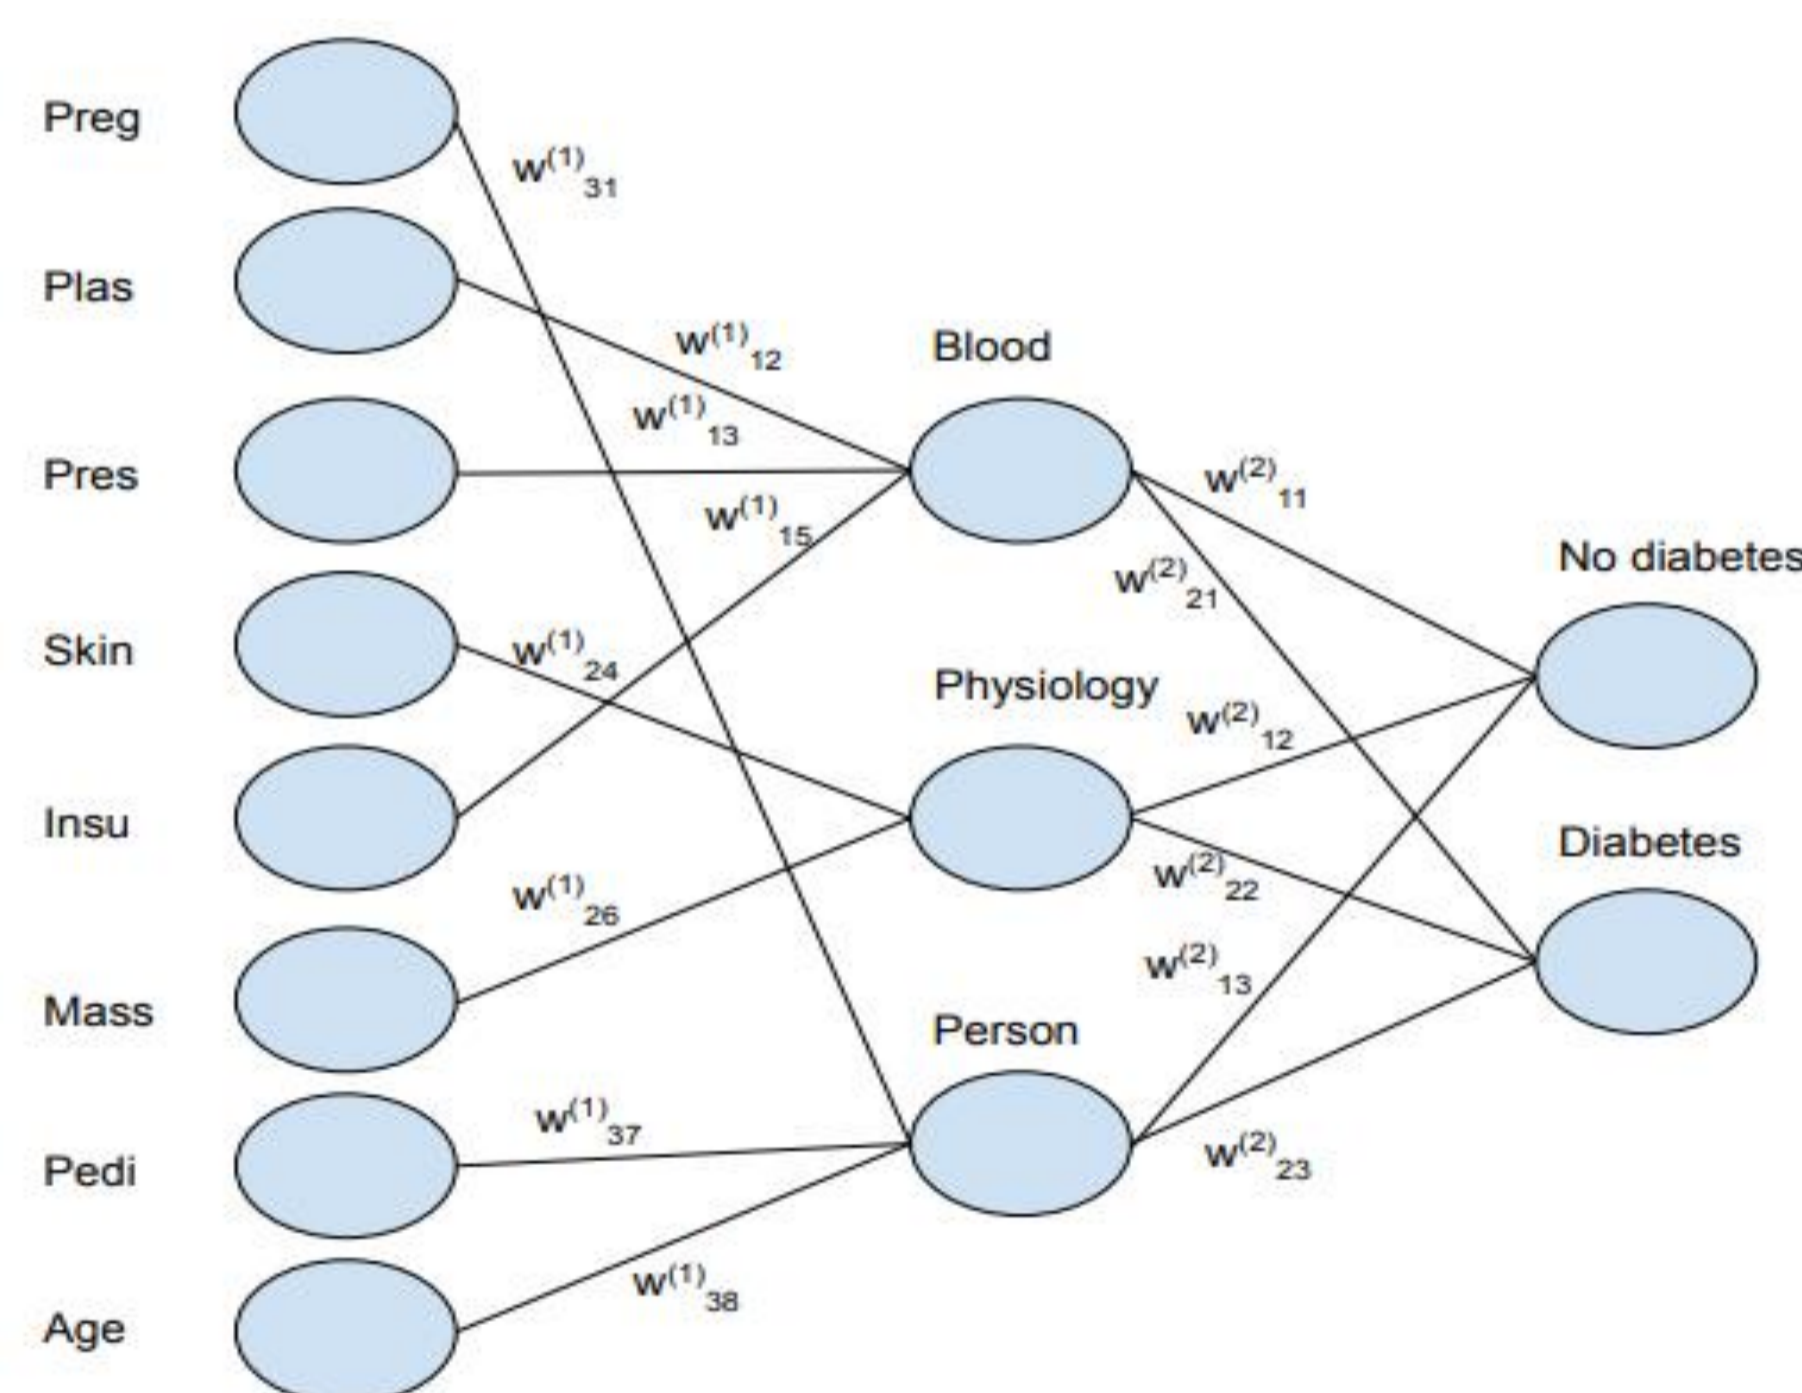 Preg
Plas
Pres
Skin
Insu
Mass
Pedi
Age
w(1)31
w(1)12
w(1)13
w(1)15
w(1)24
w(1)26
w(1)37
w(1)38
Blood
Physiology
Person
w(2)11
w(2)21
w(2)12
w(2)22
w(2)13
w(2)23
No diabetes
Diabetes